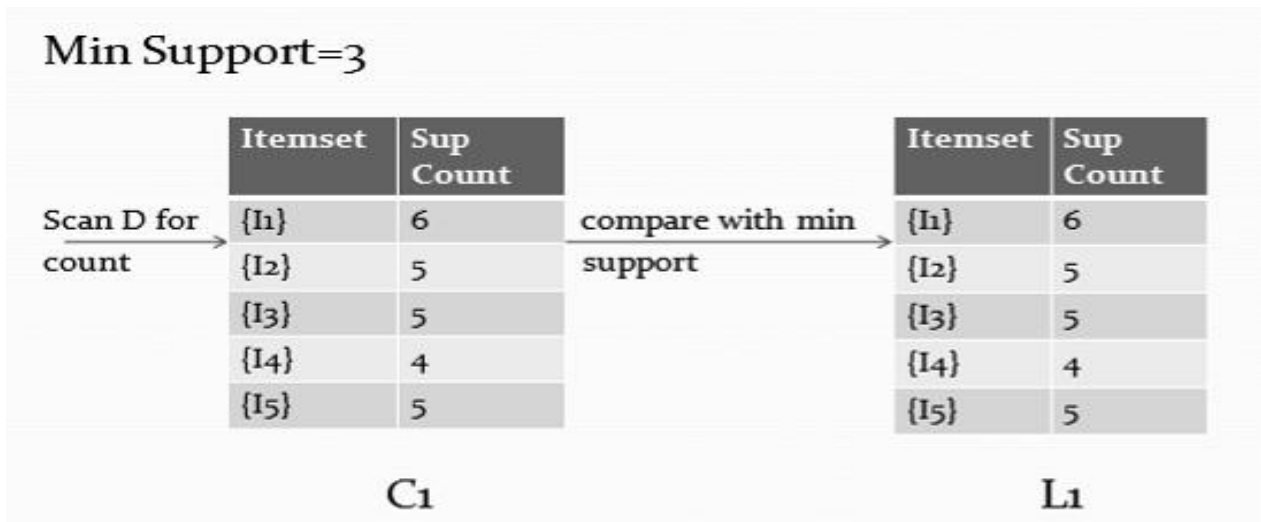 Min Support=3
Itemset Sup Count
Itemset Sup Count
Scan D for count
compare with min support
{I1} 6
{I2} 5
{I3} 5
{I4} 4
{I5} 5
{I1} 6
{I2} 5
{I3} 5
{I4} 4
{I5} 5
C1
L1